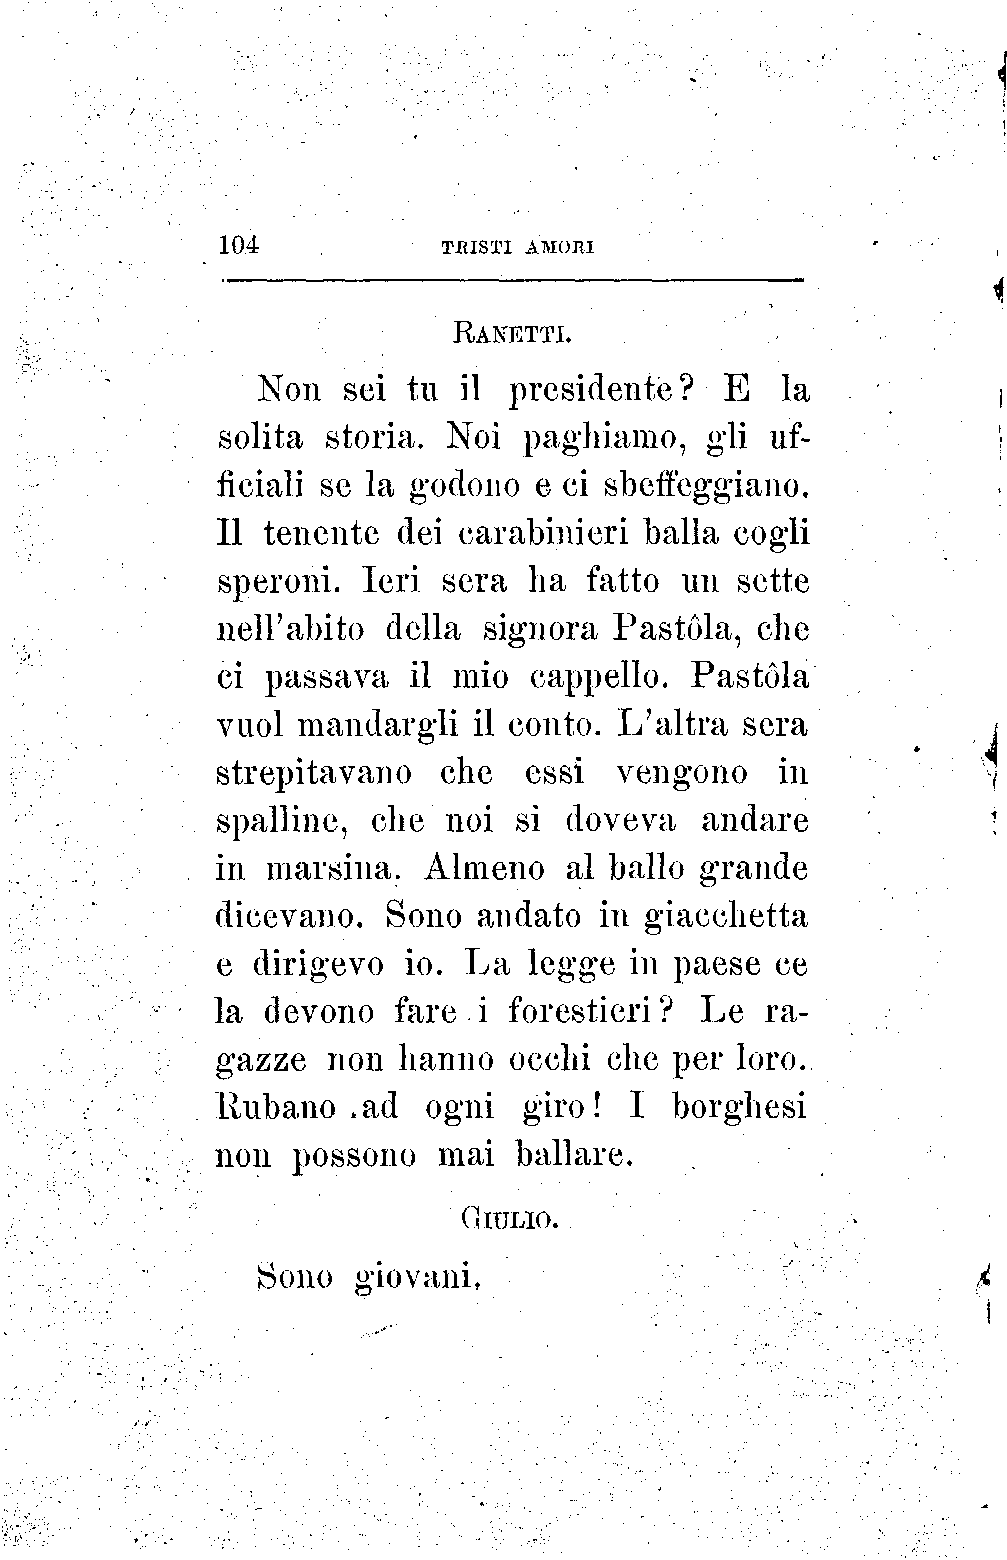 104 TRISTI AMORI
RANETTI.
Non sei tu il presidente? E la
solita storia. Noi paghiamo, gli uf-
ficiali se la godono e ci sbeffeggiano.
Il tenente dei carabinieri balla cogli
speroni. Ieri sera ha fatto un sette
nell'abito della signora Pastôla, che
ci passava il mio cappello. Pastôla
vuol mandargli il conto. L'altra sera
strepitavano che essi vengono in
spalline, che noi si doveva andare
in marsina. Almeno al ballo grande
dicevano. Sono andato in giacchetta
e dirigevo io. La legge in paese ce
la devono fare i forestieri? Le ra-
gazze non hanno occhi che per loro.
Rubano ad ogni giro! I borghesi
non possono mai ballare.
GIULIO.
Sono giovani.